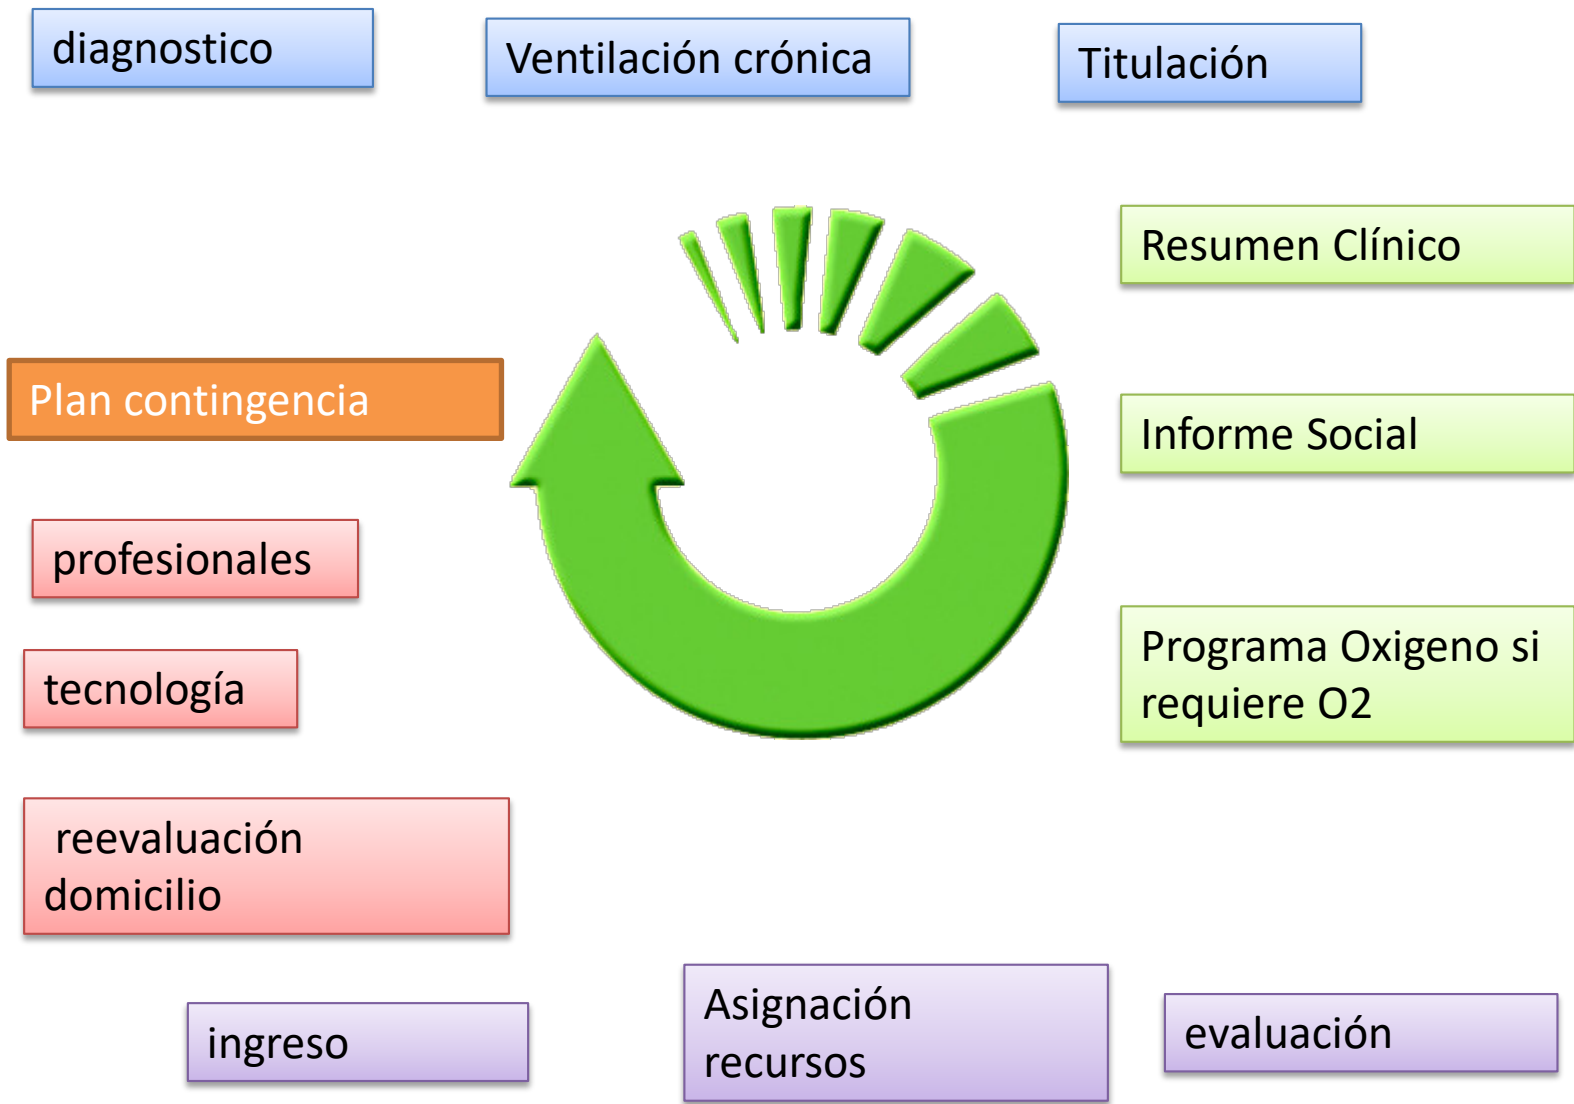 diagnostico
Ventilación crónica
Titulación
Resumen Clínico
Plan contingencia
Informe Social
profesionales
tecnología
Programa Oxigeno si
requiere O2
reevaluación
domicilio
ingreso
Asignación
recursos
evaluación